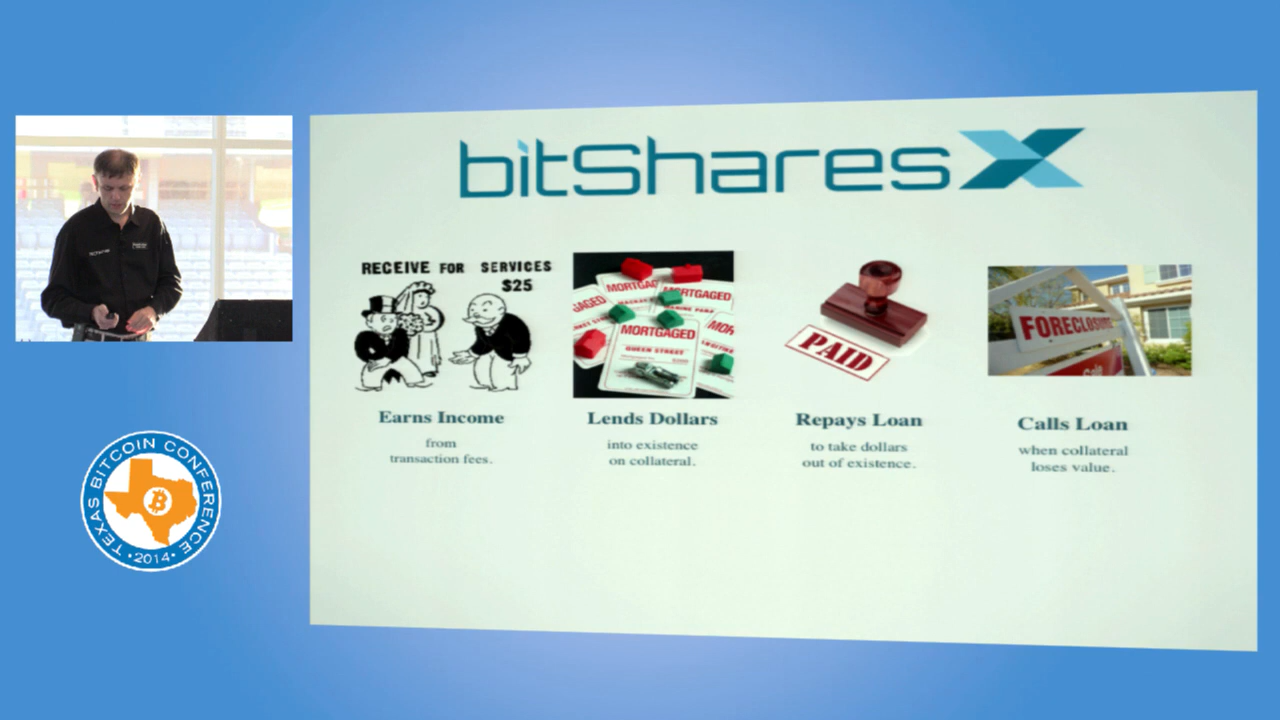 bitSharesX
RECEIVE FOR SERVICES
$25
MORTGAGED
MORTGAGED
MORTGAGED
QUEEN STREET
PAID
FORECLOSURE
Earns Income
from
transaction fees.
Lends Dollars
into existence
on collateral.
Repays Loan
to take dollars
out of existence.
Calls Loan
when collateral
loses value.
TEXAS BITCOIN CONFERENCE
•2014•